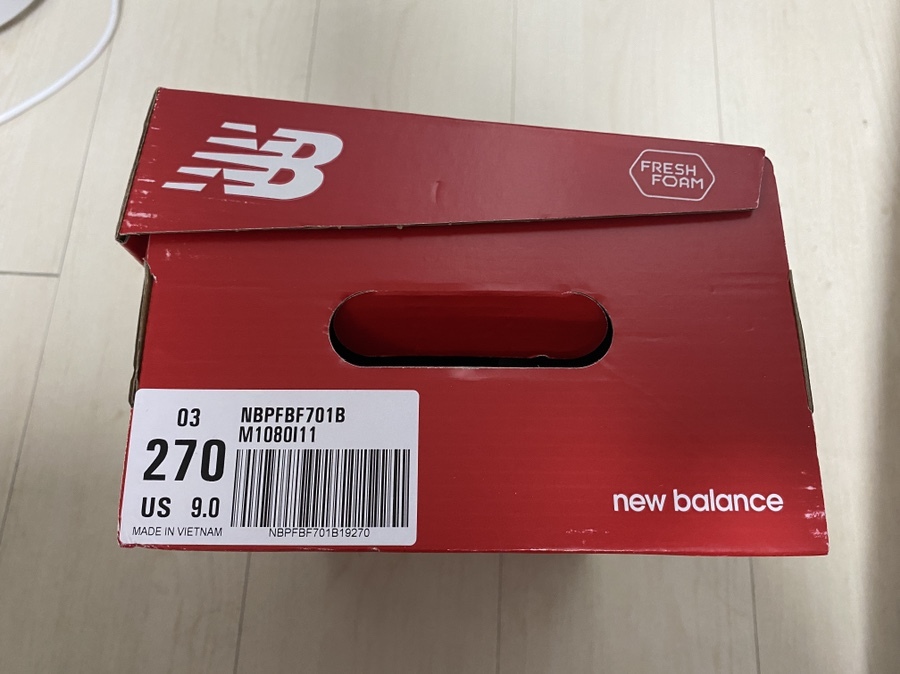 NB
FRESH
FOAM
03
NBPFBF701B
M1080I11
270
US 9.0
MADE IN VIETNAM
NBPFBF701B19270
new balance